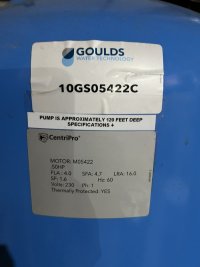 GOULDS
WATER TECHNOLOGY
10GS05422C
PUMP IS APPROXIMATELY 120 FEET DEEP
SPECIFICATIONS +
CentriPro
MOTOR: M05422
.50HP
FLA: 4.0 SFA: 4.7 LRA: 16.0
SF: 1.6 Hz: 60
Volts: 230 Ph: 1
Thermally Protected: YES